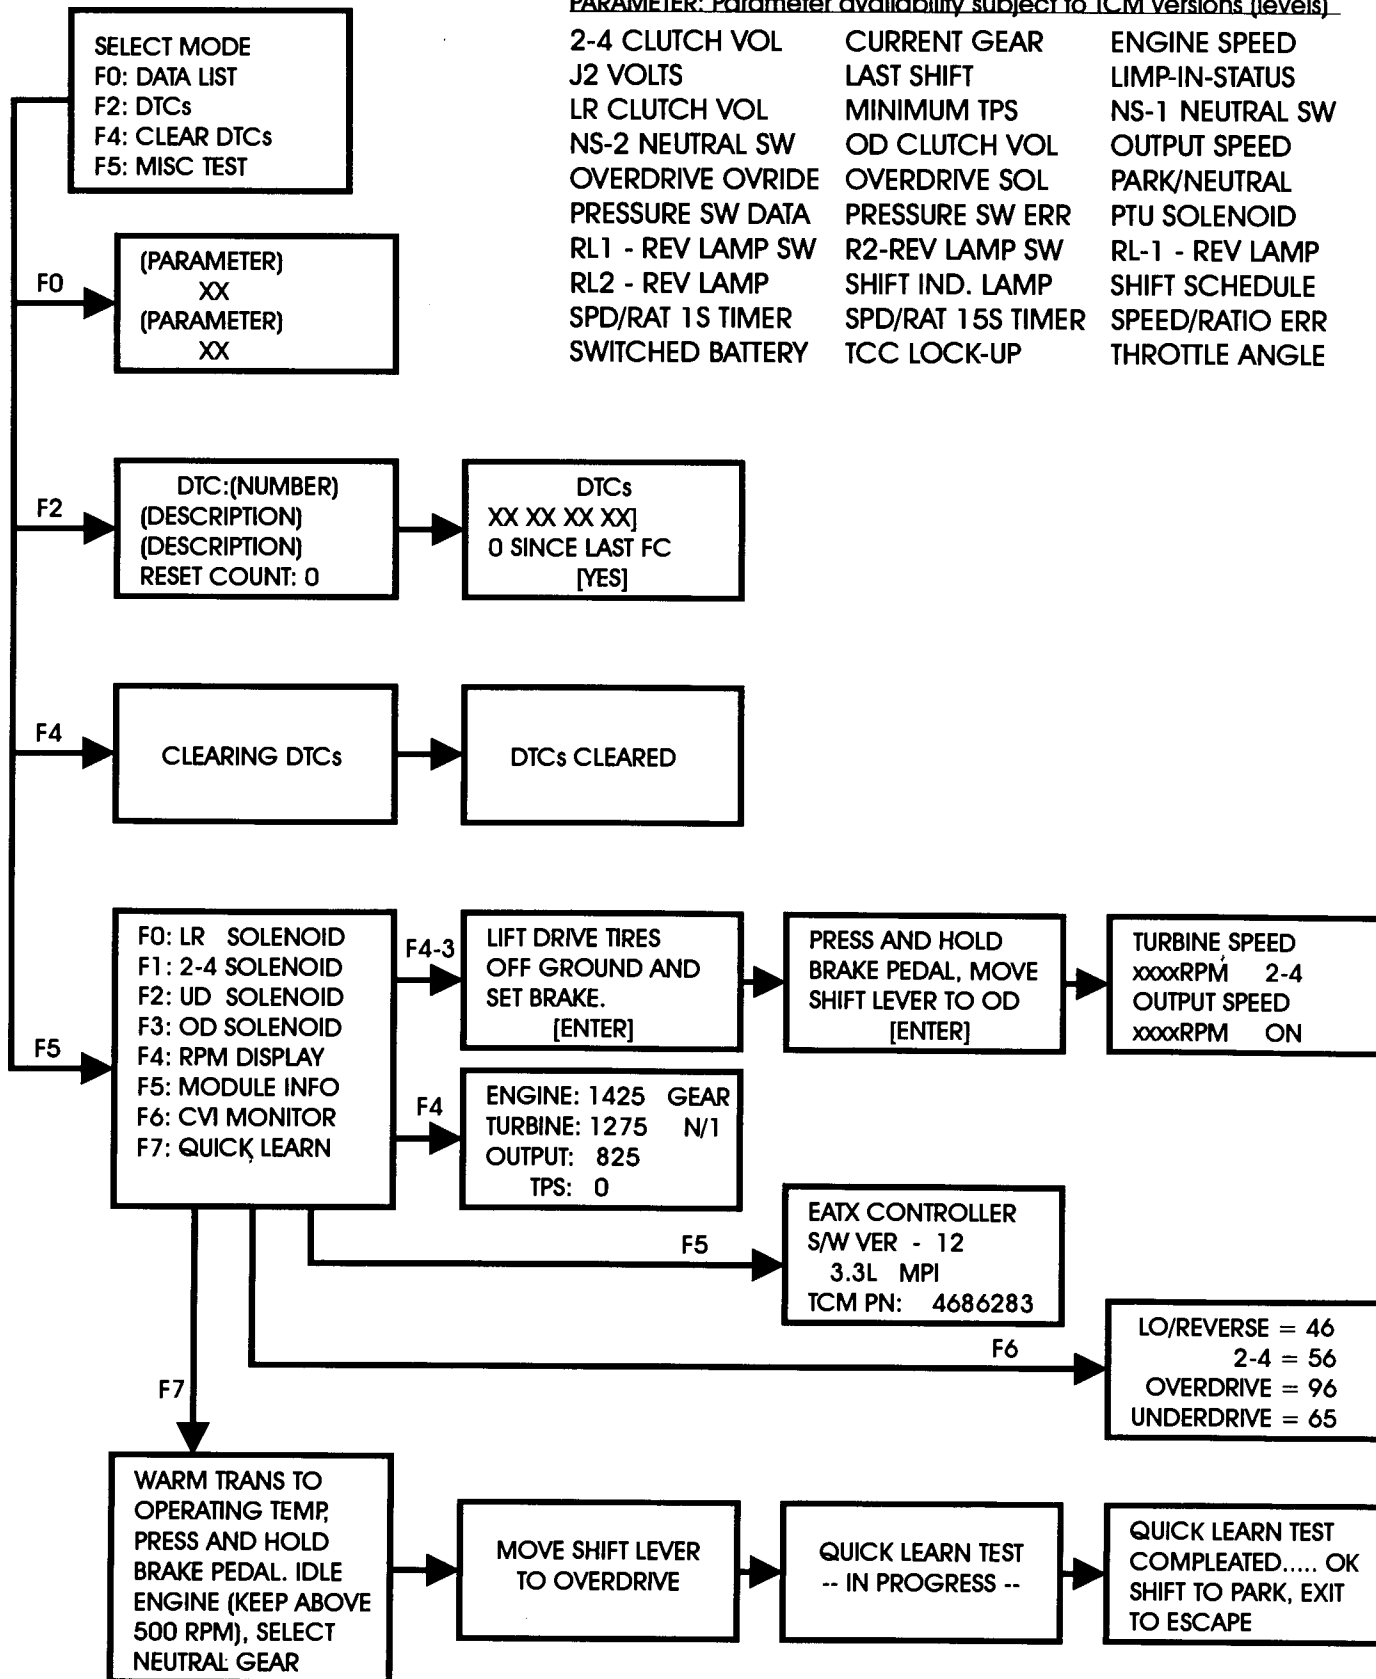 PARAMETER: Parameter availability subject to TCM versions (levels)
2-4 CLUTCH VOL CURRENT GEAR ENGINE SPEED
J2 VOLTS LAST SHIFT LIMP-IN-STATUS
LR CLUTCH VOL MINIMUM TPS NS-1 NEUTRAL SW
NS-2 NEUTRAL SW OD CLUTCH VOL OUTPUT SPEED
OVERDRIVE OVRIDE OVERDRIVE SOL PARK/NEUTRAL
PRESSURE SW DATA PRESSURE SW ERR PTU SOLENOID
RL1 - REV LAMP SW R2-REV LAMP SW RL-1 - REV LAMP
RL2 - REV LAMP SHIFT IND. LAMP SHIFT SCHEDULE
SPD/RAT 1S TIMER SPD/RAT 15S TIMER SPEED/RATIO ERR
SWITCHED BATTERY TCC LOCK-UP THROTTLE ANGLE
SELECT MODE
F0: DATA LIST
F2: DTCs
F4: CLEAR DTCs
F5: MISC TEST
F0
(PARAMETER)
XX
(PARAMETER)
XX
F2
DTC:(NUMBER)
(DESCRIPTION)
(DESCRIPTION)
RESET COUNT: 0
DTCs
XX XX XX XX]
0 SINCE LAST FC
[YES]
F4
CLEARING DTCs
DTCs CLEARED
F5
F0: LR SOLENOID
F1: 2-4 SOLENOID
F2: UD SOLENOID
F3: OD SOLENOID
F4: RPM DISPLAY
F5: MODULE INFO
F6: CVI MONITOR
F7: QUICK LEARN
F4-3
LIFT DRIVE TIRES
OFF GROUND AND
SET BRAKE.
[ENTER]
PRESS AND HOLD
BRAKE PEDAL, MOVE
SHIFT LEVER TO OD
[ENTER]
TURBINE SPEED
xxxxRPM 2-4
OUTPUT SPEED
xxxxRPM ON
F4
ENGINE: 1425 GEAR
TURBINE: 1275 N/1
OUTPUT: 825
TPS: 0
F5
EATX CONTROLLER
S/W VER - 12
3.3L MPI
TCM PN: 4686283
F6
LO/REVERSE = 46
2-4 = 56
OVERDRIVE = 96
UNDERDRIVE = 65
F7
WARM TRANS TO
OPERATING TEMP,
PRESS AND HOLD
BRAKE PEDAL. IDLE
ENGINE (KEEP ABOVE
500 RPM), SELECT
NEUTRAL GEAR
MOVE SHIFT LEVER
TO OVERDRIVE
QUICK LEARN TEST
-- IN PROGRESS --
QUICK LEARN TEST
COMPLEATED..... OK
SHIFT TO PARK, EXIT
TO ESCAPE